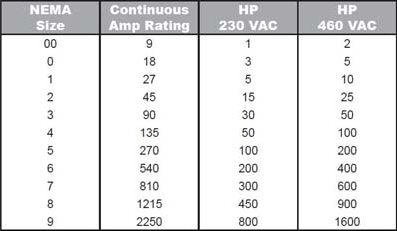 NEMA Continuous HP HP
Size Amp Rating 230 VAC 460 VAC
00 9 1 2
0 18 3 5
1 27 5 10
2 45 15 25
3 90 30 50
4 135 50 100
5 270 100 200
6 540 200 400
7 810 300 600
8 1215 450 900
9 2250 800 1600